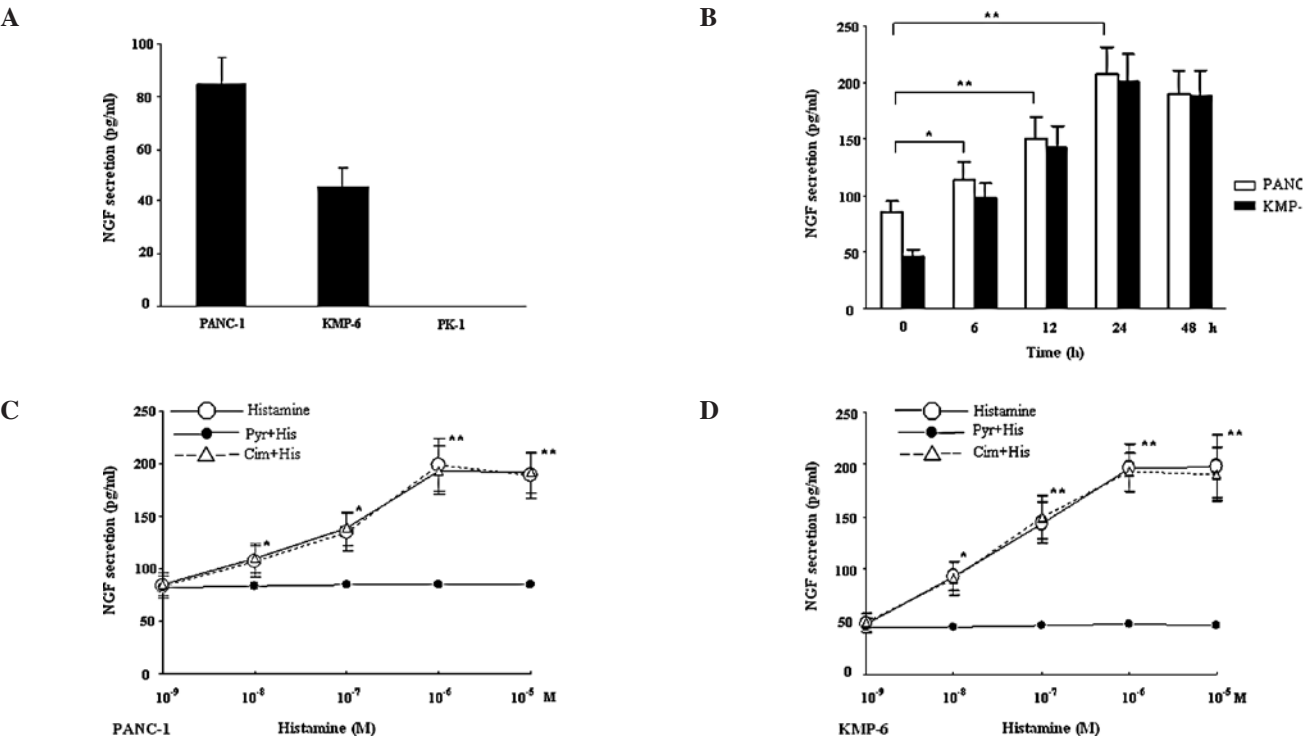 A
NGF secretion (pg/ml)
100
80
60
40
20
0
PANC-1 KMP-6 PK-1
B
NGF secretion (pg/ml)
250
200
150
100
50
0
**
**
*
PANC
KMP-
0 6 12 24 48 h
Time (h)
C
NGF secretion (pg/ml)
250
200
150
100
50
0
Histamine
Pyr+His
Cim+His
* * ** **
10-9 10-8 10-7 10-6 10-5 M
PANC-1 Histamine (M)
D
NGF secretion (pg/ml)
250
200
150
100
50
0
Histamine
Pyr+His
Cim+His
* ** ** **
10-9 10-8 10-7 10-6 10-5 M
KMP-6 Histamine (M)